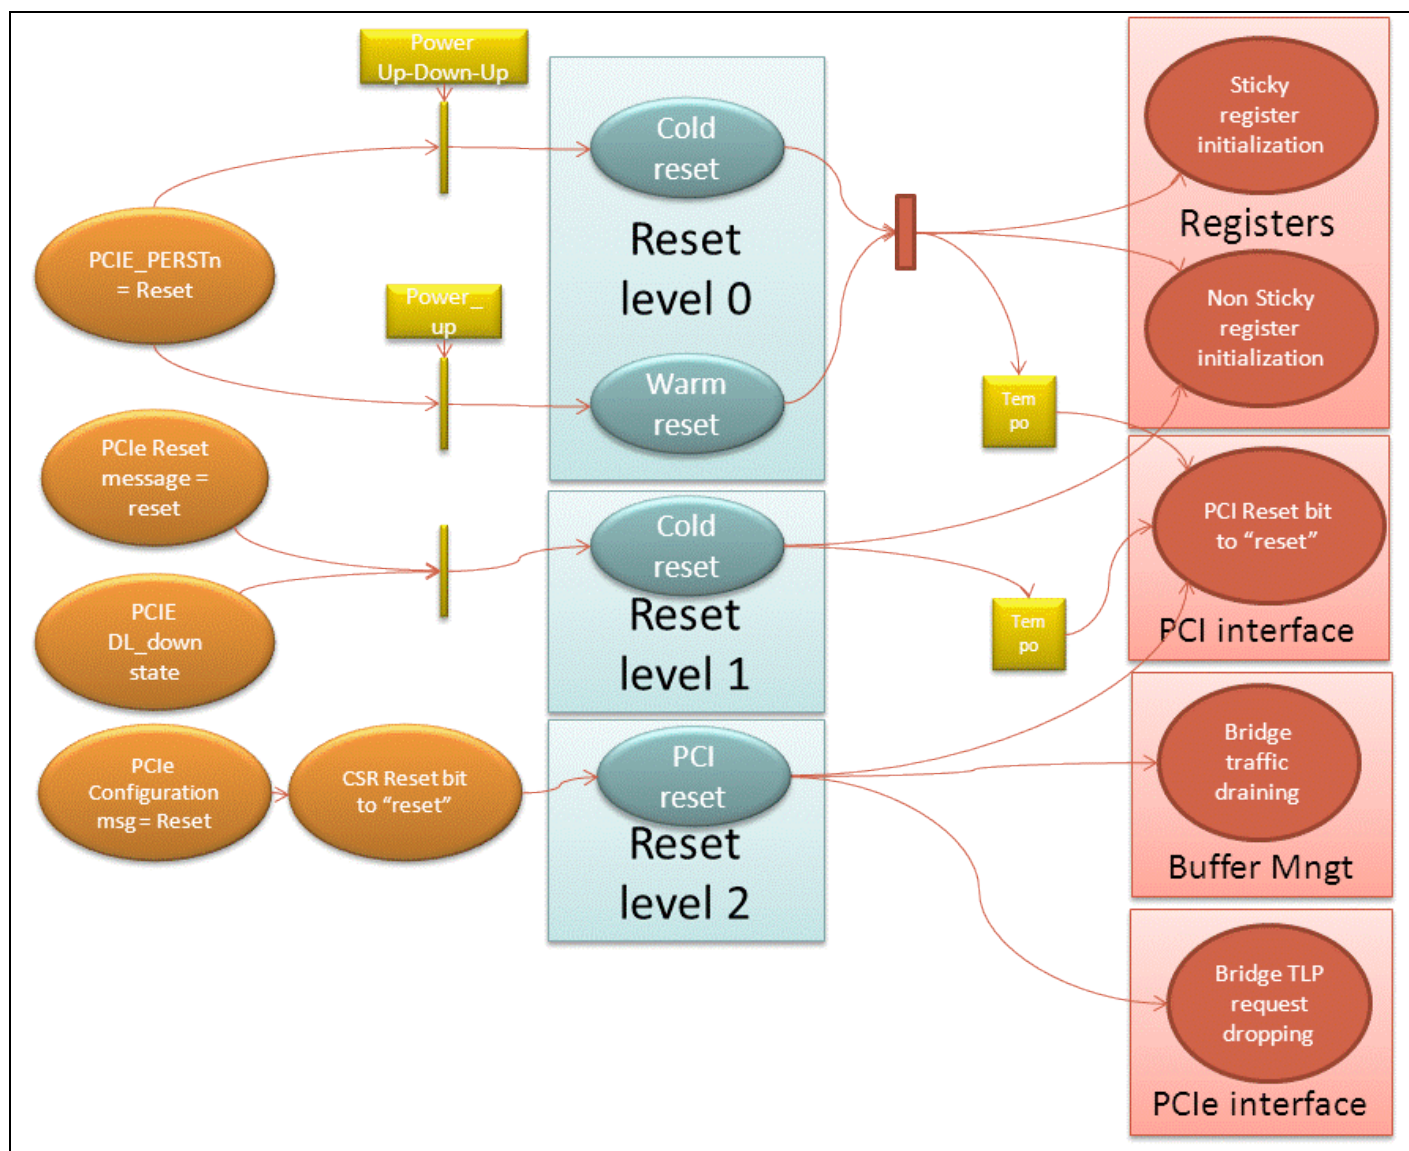 Power
Up-Down-Up
Cold
reset
Reset
level 0
Warm
reset
Sticky
register
initialization
Registers
Non Sticky
register
initialization
PCIE_PERSTn
= Reset
Power_
up
Tem
po
PCIe Reset
message =
reset
PCIE
DL_down
state
Cold
reset
Reset
level 1
Tem
po
PCI Reset bit
to “reset”
PCI interface
PCIe
Configuration
msg = Reset
CSR Reset bit
to “reset”
PCI
reset
Reset
level 2
Bridge
traffic
draining
Buffer Mngt
Bridge TLP
request
dropping
PCIe interface